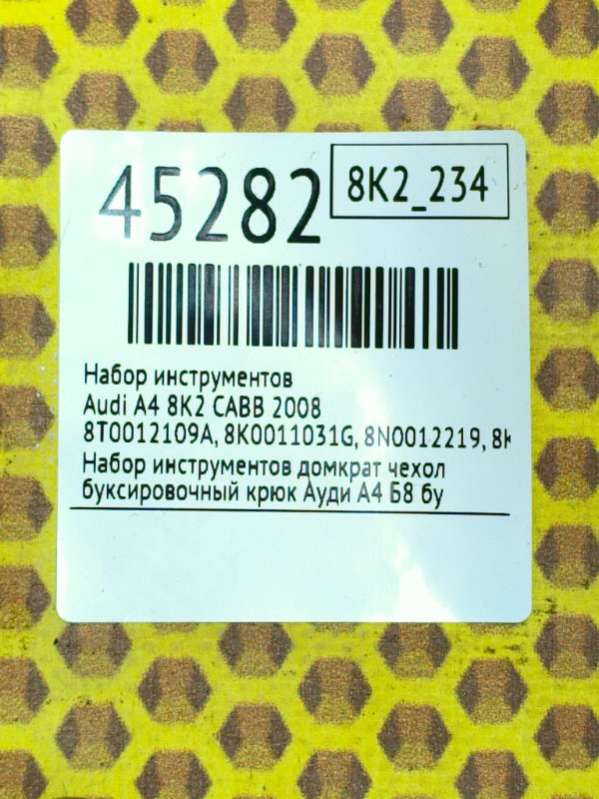 45282
8K2_234
Набор инструментов
Audi A4 8K2 CABB 2008
8T0012109A, 8K0011031G, 8N0012219,
Набор инструментов домкрат чехол
буксировочный крюк Ауди А4 Б8 бу